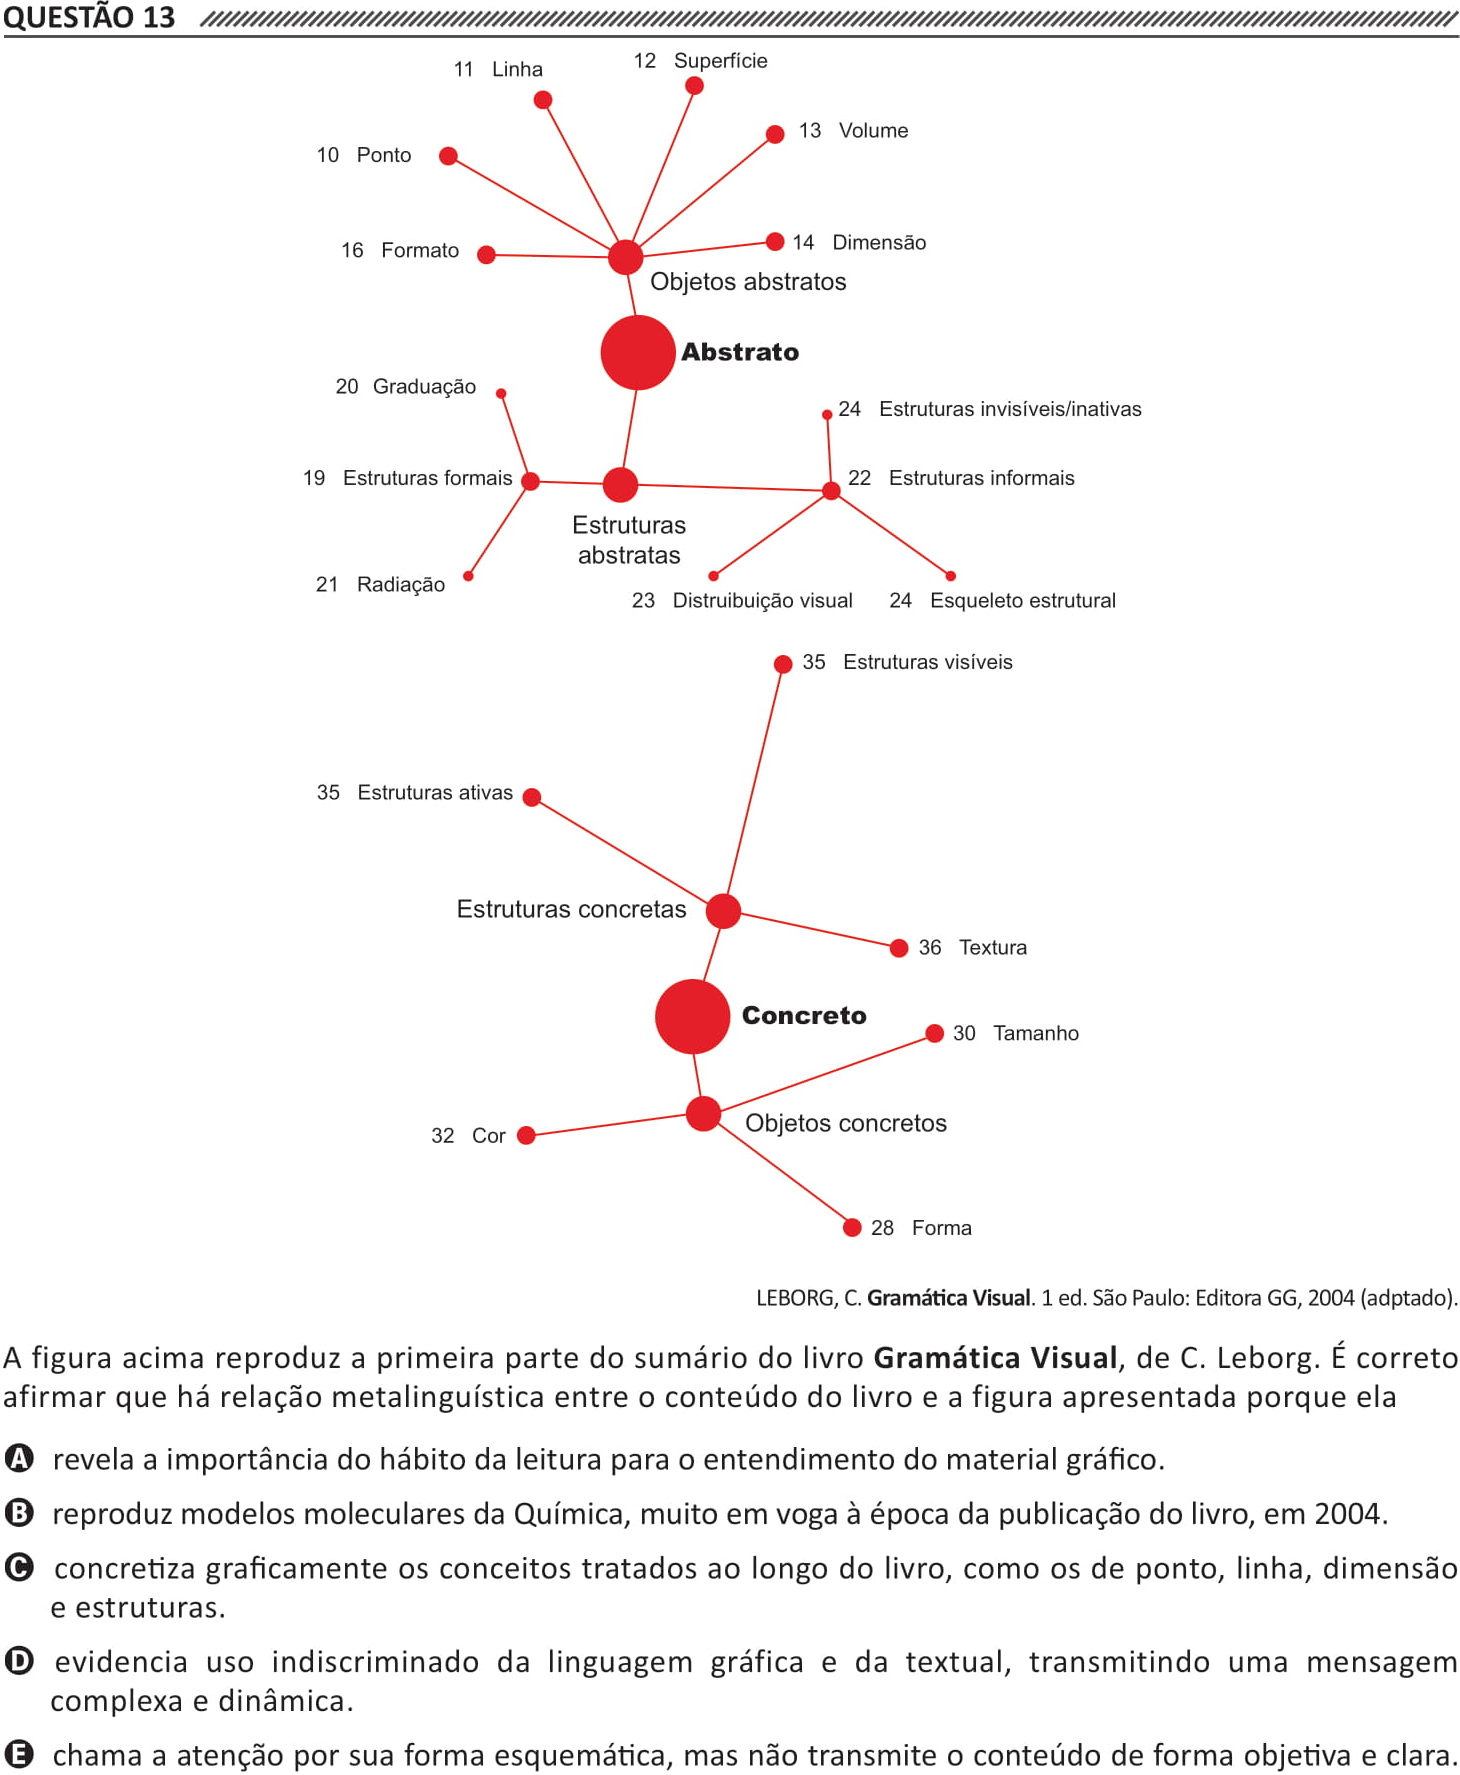 QUESTÃO 13
11 Linha
12 Superfície
13 Volume
10 Ponto
16 Formato
14 Dimensão
Objetos abstratos
Abstrato
20 Graduação
24 Estruturas invisíveis/inativas
19 Estruturas formais
22 Estruturas informais
Estruturas
abstratas
21 Radiação
23 Distruibuição visual
24 Esqueleto estrutural
35 Estruturas visíveis
35 Estruturas ativas
Estruturas concretas
36 Textura
Concreto
30 Tamanho
Objetos concretos
32 Cor
28 Forma
LEBORG, C. Gramática Visual. 1 ed. São Paulo: Editora GG, 2004 (adptado).
A figura acima reproduz a primeira parte do sumário do livro Gramática Visual, de C. Leborg. É correto
afirmar que há relação metalinguística entre o conteúdo do livro e a figura apresentada porque ela
A revela a importância do hábito da leitura para o entendimento do material gráfico.
B reproduz modelos moleculares da Química, muito em voga à época da publicação do livro, em 2004.
C concretiza graficamente os conceitos tratados ao longo do livro, como os de ponto, linha, dimensão
e estruturas.
D evidencia uso indiscriminado da linguagem gráfica e da textual, transmitindo uma mensagem
complexa e dinâmica.
E chama a atenção por sua forma esquemática, mas não transmite o conteúdo de forma objetiva e clara.